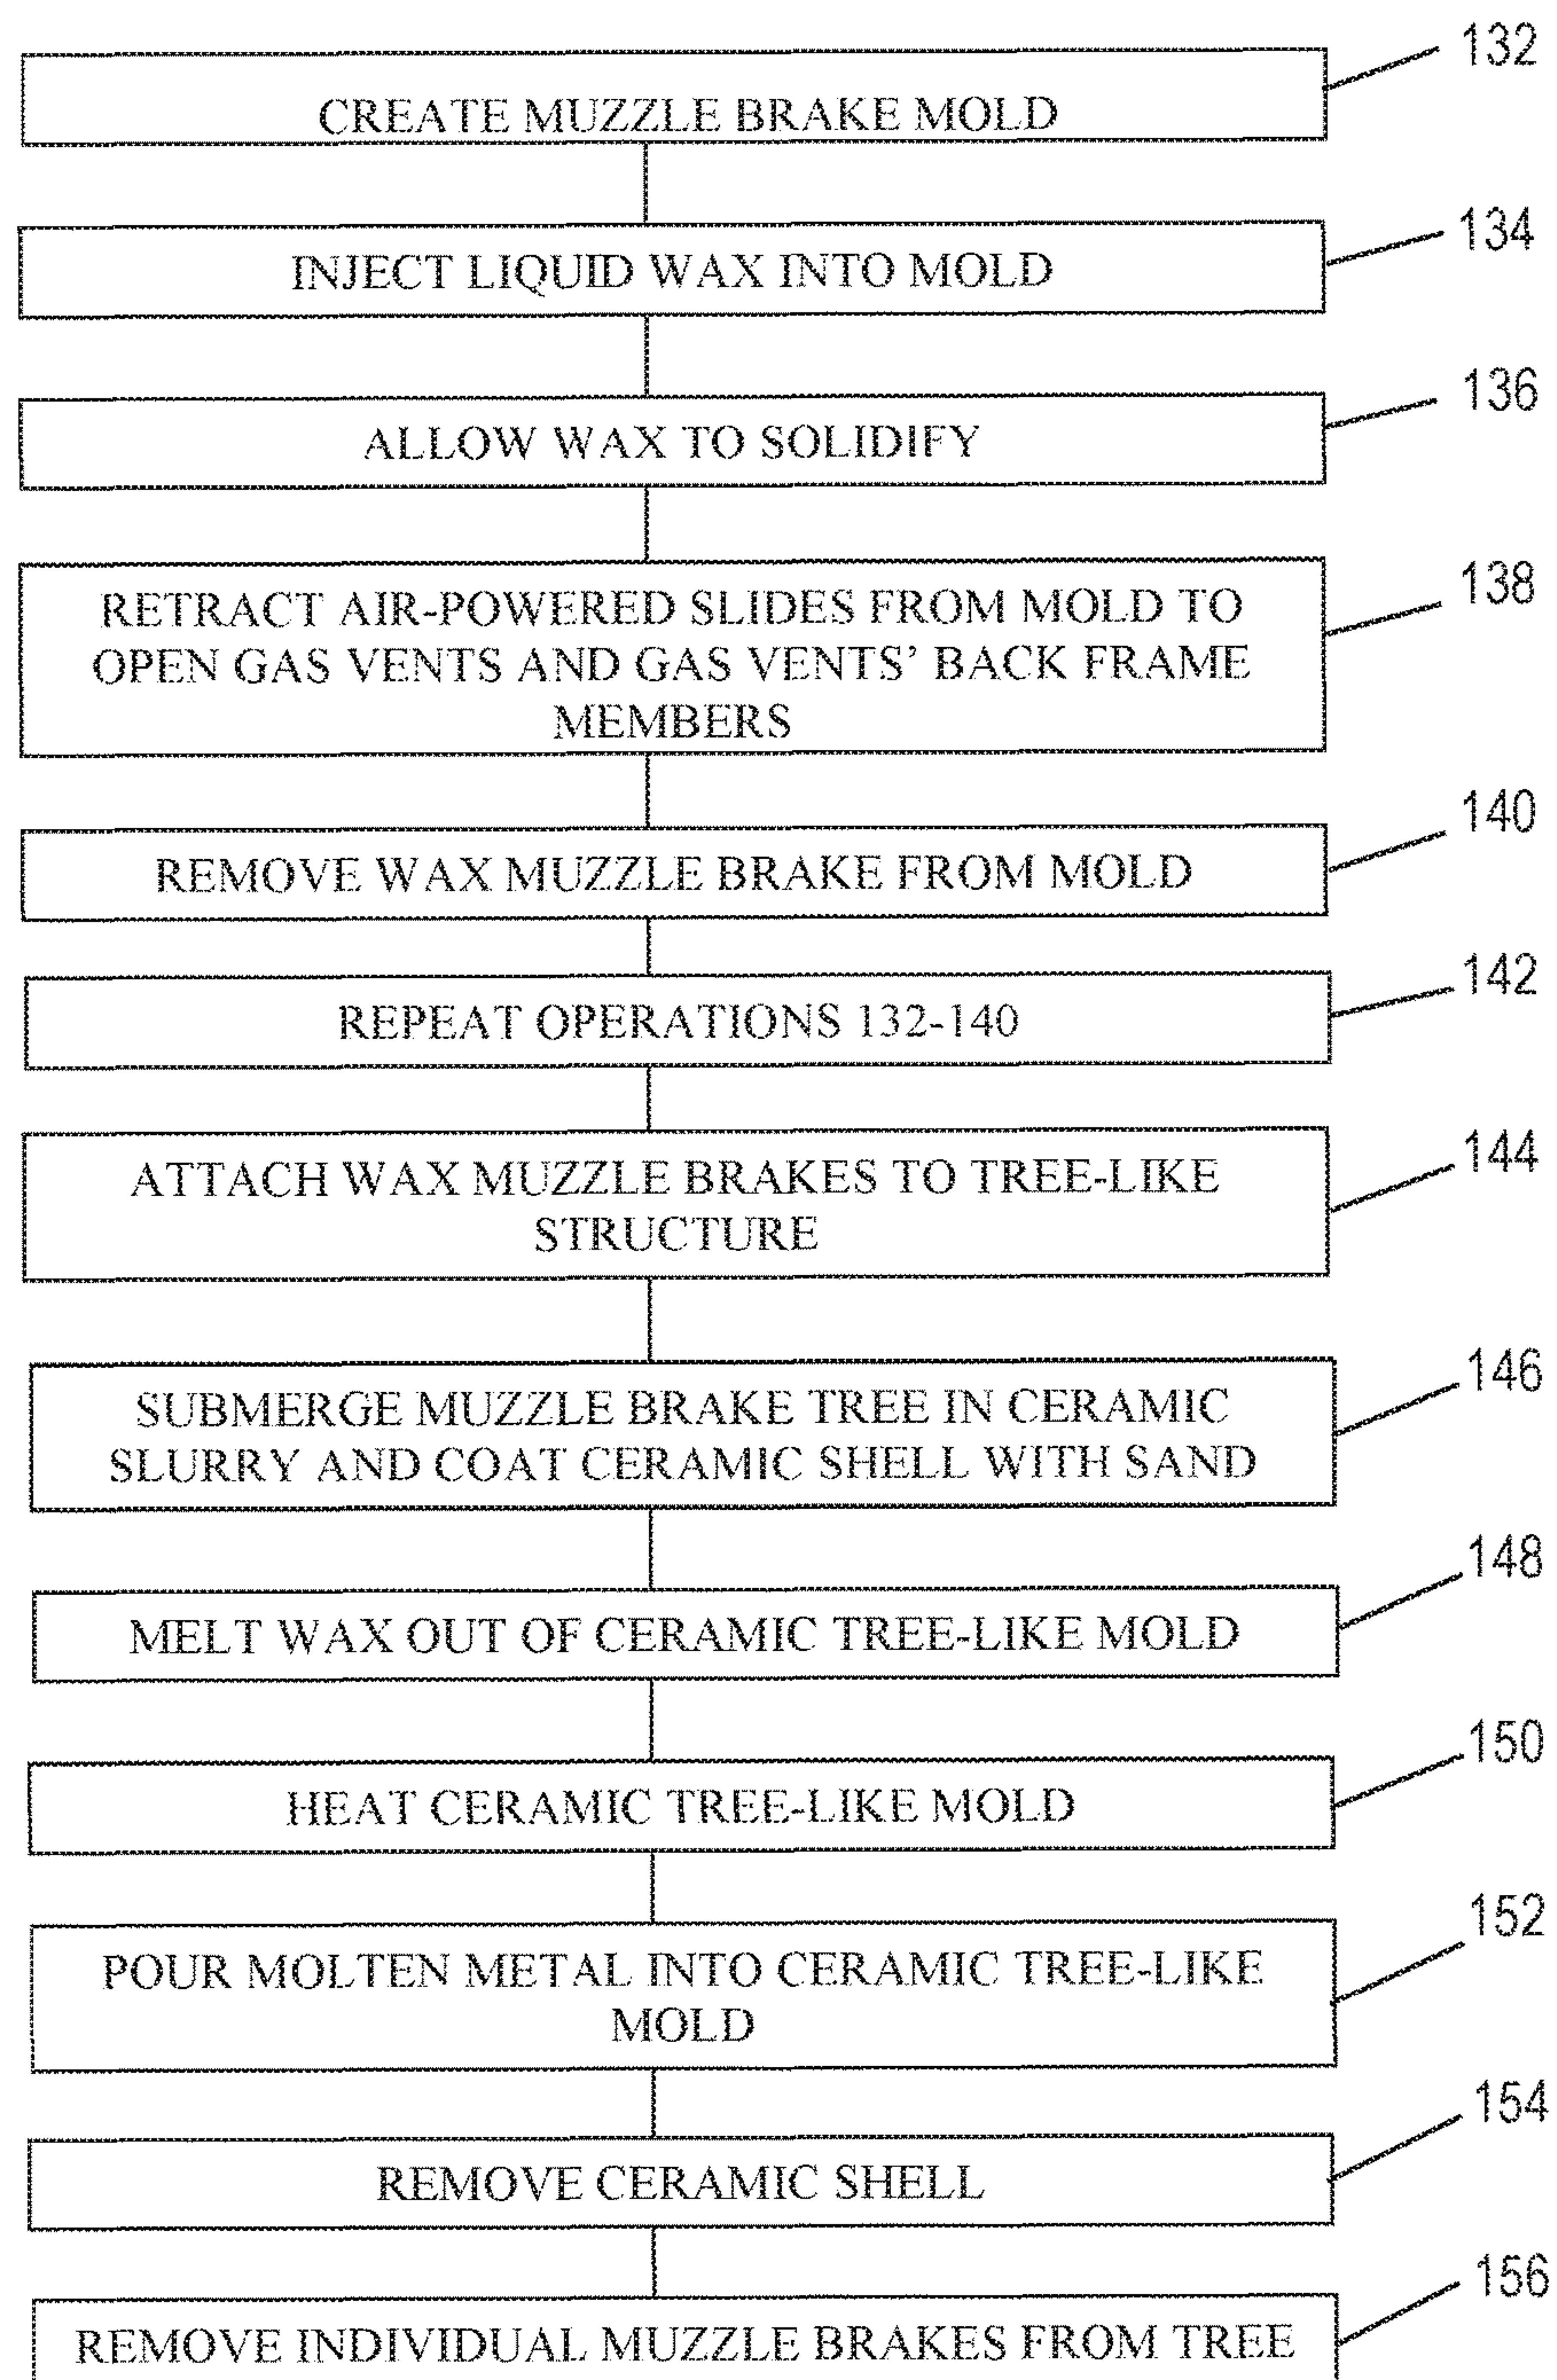 132
CREATE MUZZLE BRAKE MOLD
134
INJECT LIQUID WAX INTO MOLD
136
ALLOW WAX TO SOLIDIFY
138
RETRACT AIR-POWERED SLIDES FROM MOLD TO
OPEN GAS VENTS AND GAS VENTS’ BACK FRAME
MEMBERS
140
REMOVE WAX MUZZLE BRAKE FROM MOLD
142
REPEAT OPERATIONS 132-140
144
ATTACH WAX MUZZLE BRAKES TO TREE-LIKE
STRUCTURE
146
SUBMERGE MUZZLE BRAKE TREE IN CERAMIC
SLURRY AND COAT CERAMIC SHELL WITH SAND
148
MELT WAX OUT OF CERAMIC TREE-LIKE MOLD
150
HEAT CERAMIC TREE-LIKE MOLD
152
POUR MOLTEN METAL INTO CERAMIC TREE-LIKE
MOLD
154
REMOVE CERAMIC SHELL
156
REMOVE INDIVIDUAL MUZZLE BRAKES FROM TREE